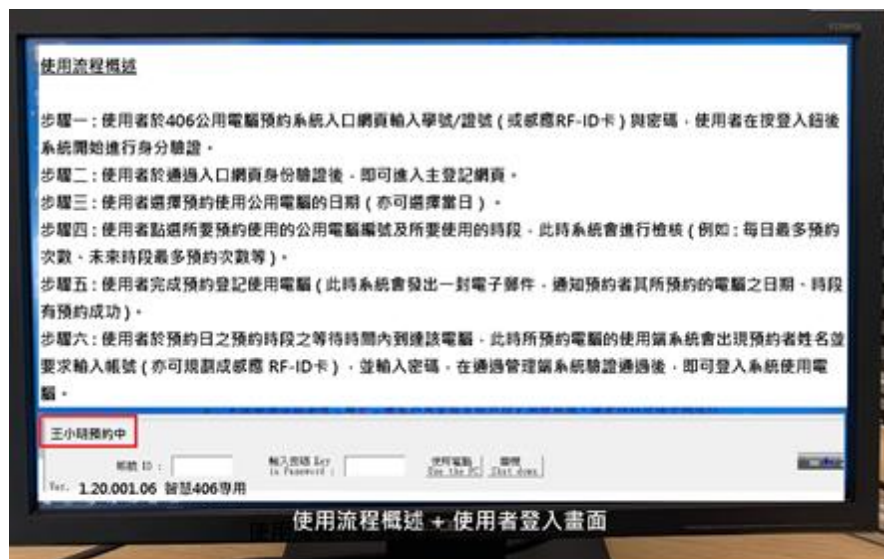 使用流程概述
步驟一:使用者於406公用電腦預約系統入口網頁輸入學號/證號(或感應RF-ID卡)與密碼,使用者在按登入鈕後
系統開始進行身分驗證。
步驟二:使用者於通過入口網頁身份驗證後,即可進入主登記網頁。
步驟三:使用者選擇預約使用公用電腦的日期(亦可選擇當日)。
步驟四:使用者點選所要預約使用的公用電腦編號及所要使用的時段,此時系統會進行檢核(例如:每日最多預約
次數、未來時段最多預約次數等)。
步驟五:使用者完成預約登記使用電腦(此時系統會發出一封電子郵件,通知預約者其所預約的電腦之日期、時段
有預約成功)。
步驟六:使用者於預約日之預約時段之等待時間內到達該電腦,此時所預約電腦的使用端系統會出現預約者姓名並
要求輸入帳號(亦可規劃成感應 RF-ID卡),並輸入密碼,在通過管理端系統驗證通過後,即可登入系統使用電
腦。
王小明預約中
帳號 ID: 輸入密碼 Key 使用電腦 關機
in Password: Use the PC Shut down
Ver. 1.20.001.06 智慧406專用
使用流程概述 + 使用者登入畫面